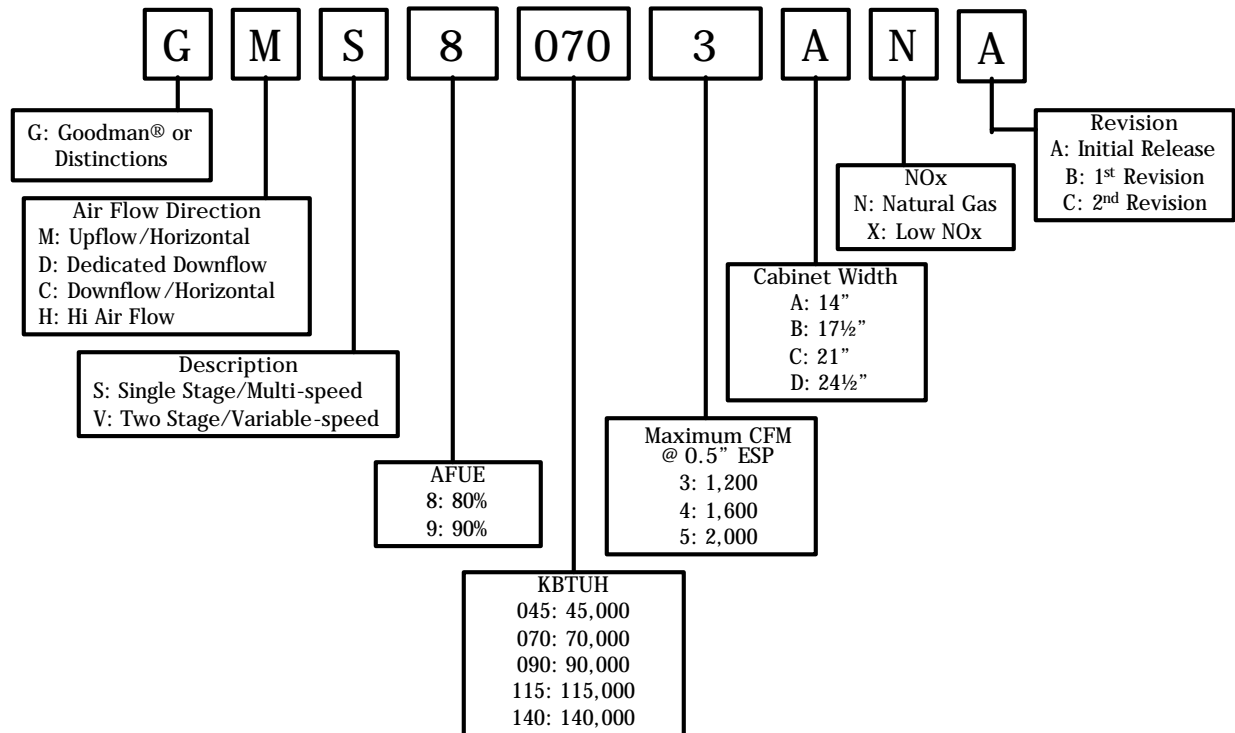 G M S 8 070 3 A N A
G: Goodman® or
Distinctions
Air Flow Direction
M: Upflow/Horizontal
D: Dedicated Downflow
C: Downflow/Horizontal
H: Hi Air Flow
Description
S: Single Stage/Multi-speed
V: Two Stage/Variable-speed
AFUE
8: 80%
9: 90%
KBTUH
045: 45,000
070: 70,000
090: 90,000
115: 115,000
140: 140,000
Maximum CFM
@ 0.5” ESP
3: 1,200
4: 1,600
5: 2,000
Cabinet Width
A: 14”
B: 17½”
C: 21”
D: 24½”
NOx
N: Natural Gas
X: Low NOx
Revision
A: Initial Release
B: 1st Revision
C: 2nd Revision